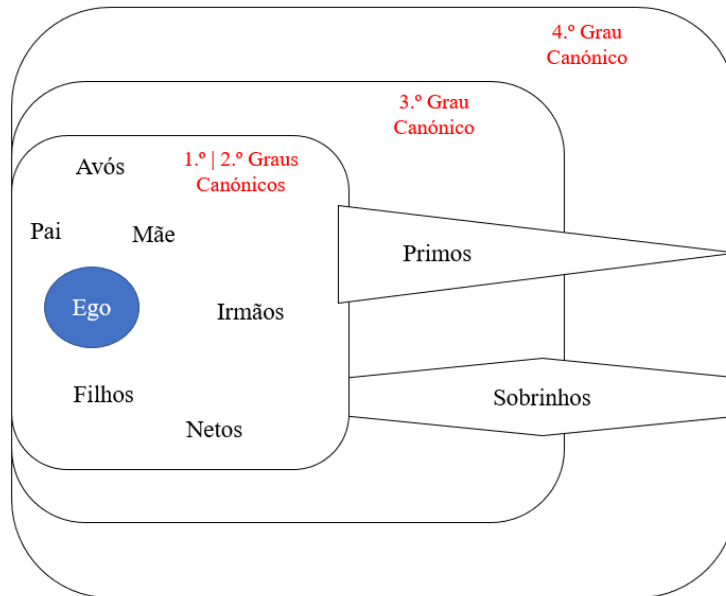 4.º Grau
Canónico
3.º Grau
Canónico
1.º | 2.º Graus
Canónicos
Avós
Pai
Mãe
Primos
Ego
Irmãos
Filhos
Sobrinhos
Netos